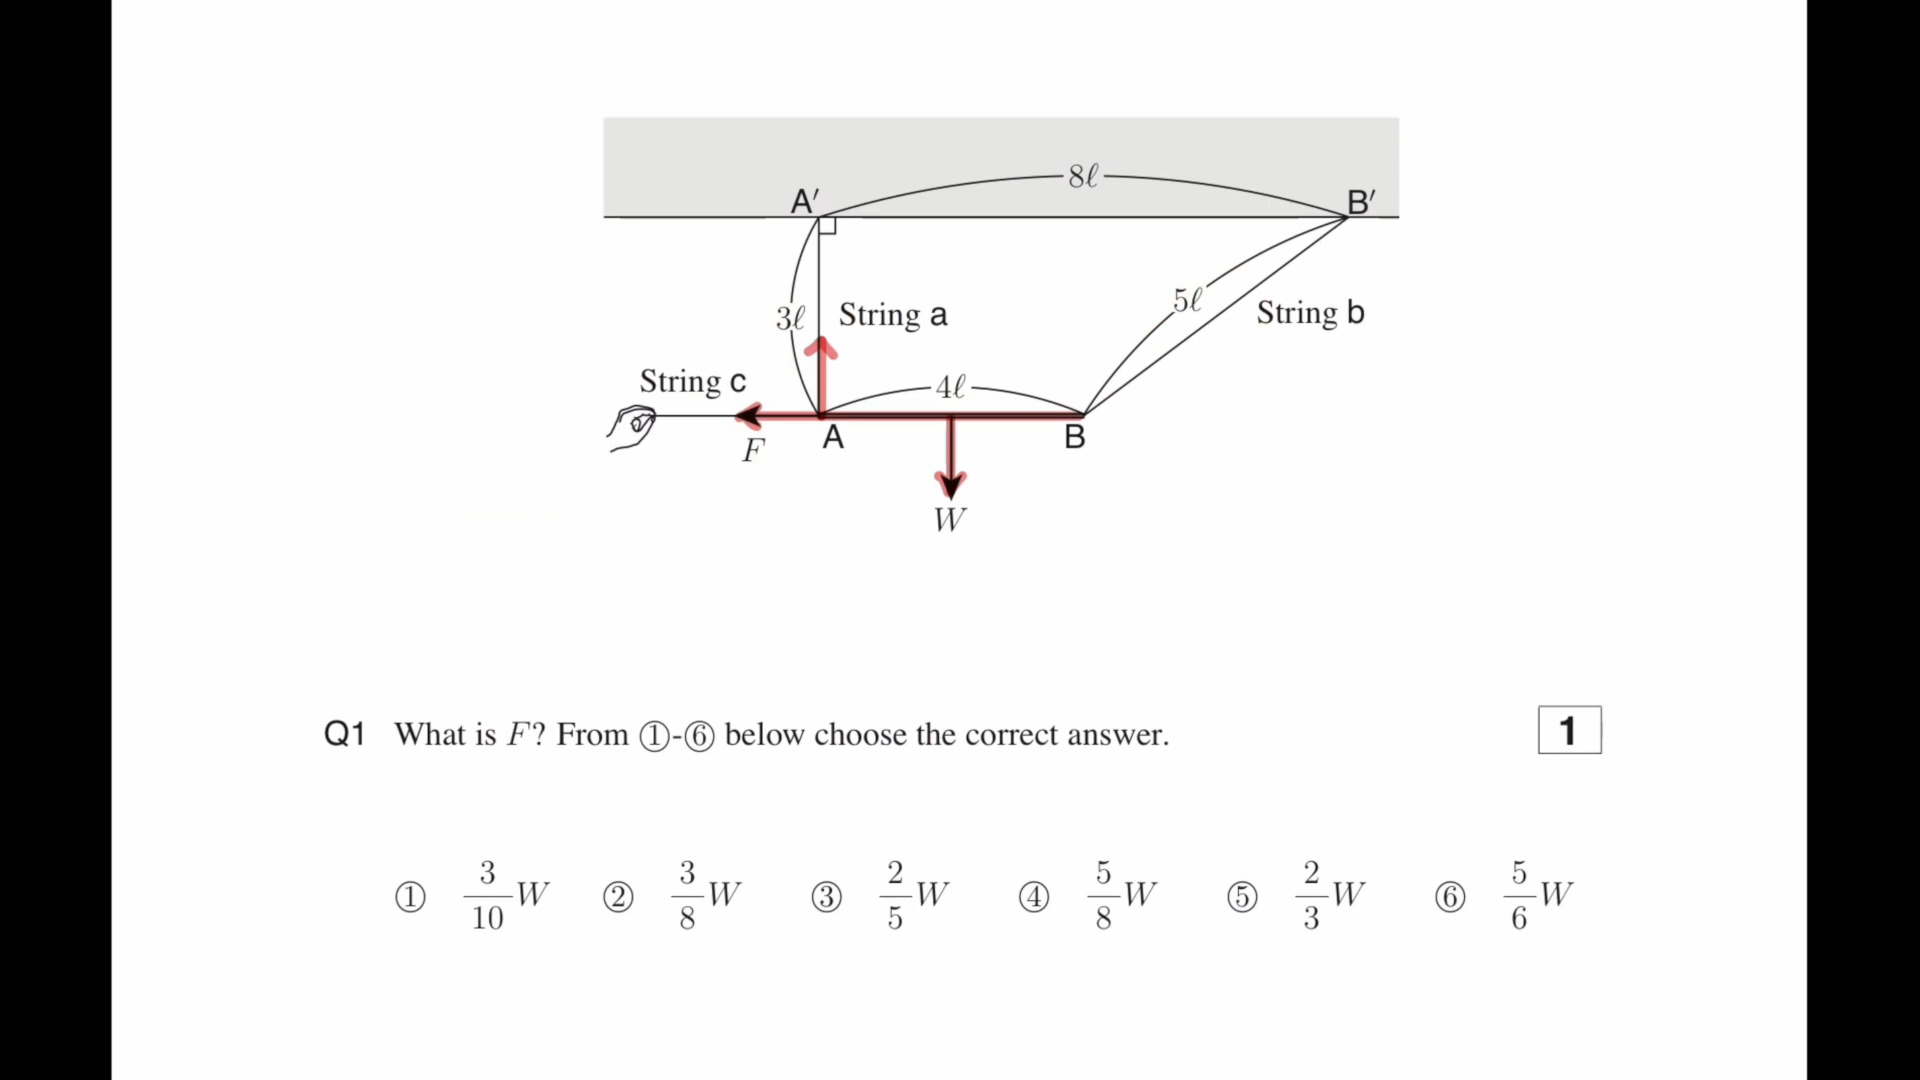 8ℓ
A′
B′
3ℓ
String a
5ℓ
String b
String c
4ℓ
F
A
B
W
Q1 What is F? From ①-⑥ below choose the correct answer.
1
① 3/10 W ② 3/8 W ③ 2/5 W ④ 5/8 W ⑤ 2/3 W ⑥ 5/6 W